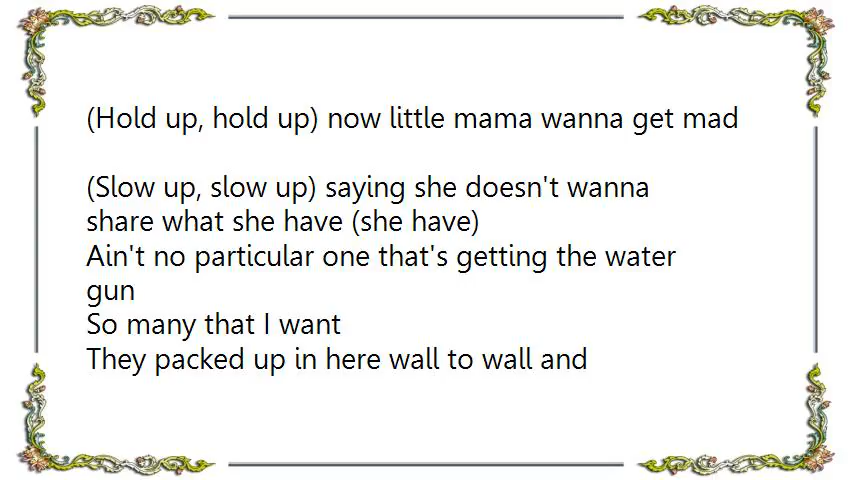 (Hold up, hold up) now little mama wanna get mad
(Slow up, slow up) saying she doesn't wanna
share what she have (she have)
Ain't no particular one that's getting the water
gun
So many that I want
They packed up in here wall to wall and